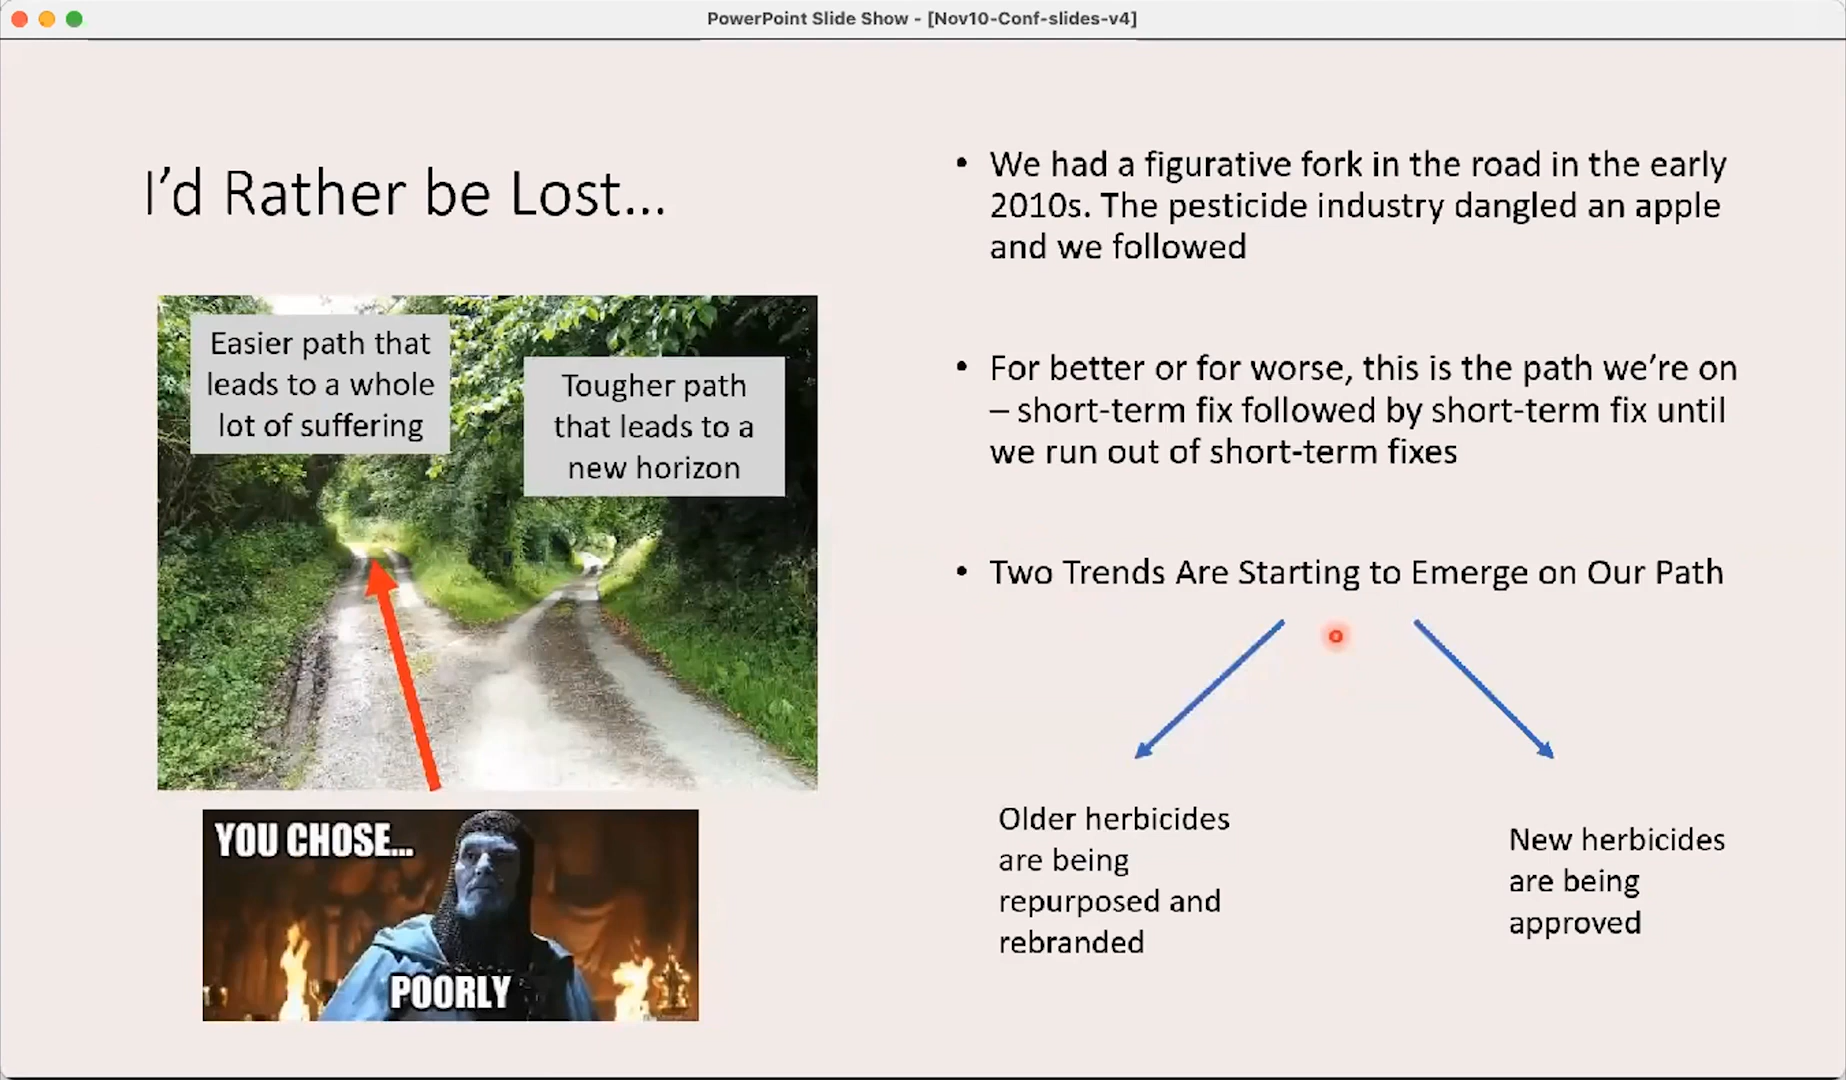 PowerPoint Slide Show - [Nov10-Conf-slides-v4]
I'd Rather be Lost...
Easier path that
leads to a whole
lot of suffering
Tougher path
that leads to a
new horizon
YOU CHOSE...
POORLY
• We had a figurative fork in the road in the early
2010s. The pesticide industry dangled an apple
and we followed
• For better or for worse, this is the path we're on
– short-term fix followed by short-term fix until
we run out of short-term fixes
• Two Trends Are Starting to Emerge on Our Path
Older herbicides
are being
repurposed and
rebranded
New herbicides
are being
approved